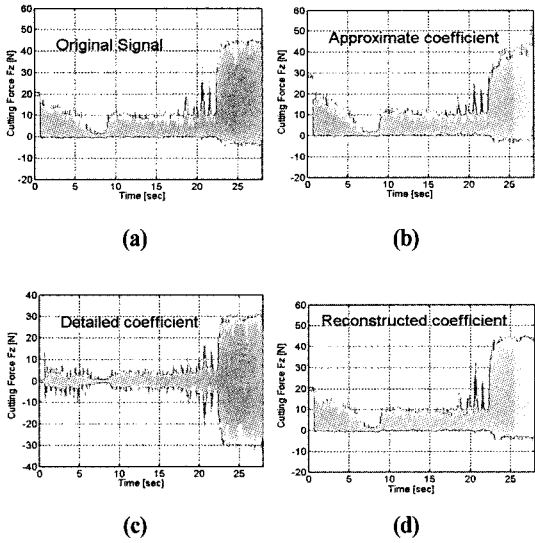 60
50
40
30
20
10
0
-10
-20
Cutting Force Fz [N]
Original Signal
0 5 10 15 20 25
Time [sec]
(a)
60
50
40
30
20
10
0
-10
-20
Cutting Force Fz [N]
Approximate coefficient
0 5 10 15 20 25
Time [sec]
(b)
40
30
20
10
0
-10
-20
-30
-40
Cutting Force Fz [N]
Detailed coefficient
0 5 10 15 20 25
Time [sec]
(c)
60
50
40
30
20
10
0
-10
-20
Cutting Force Fz [N]
Reconstructed coefficient
0 5 10 15 20 25
Time [sec]
(d)